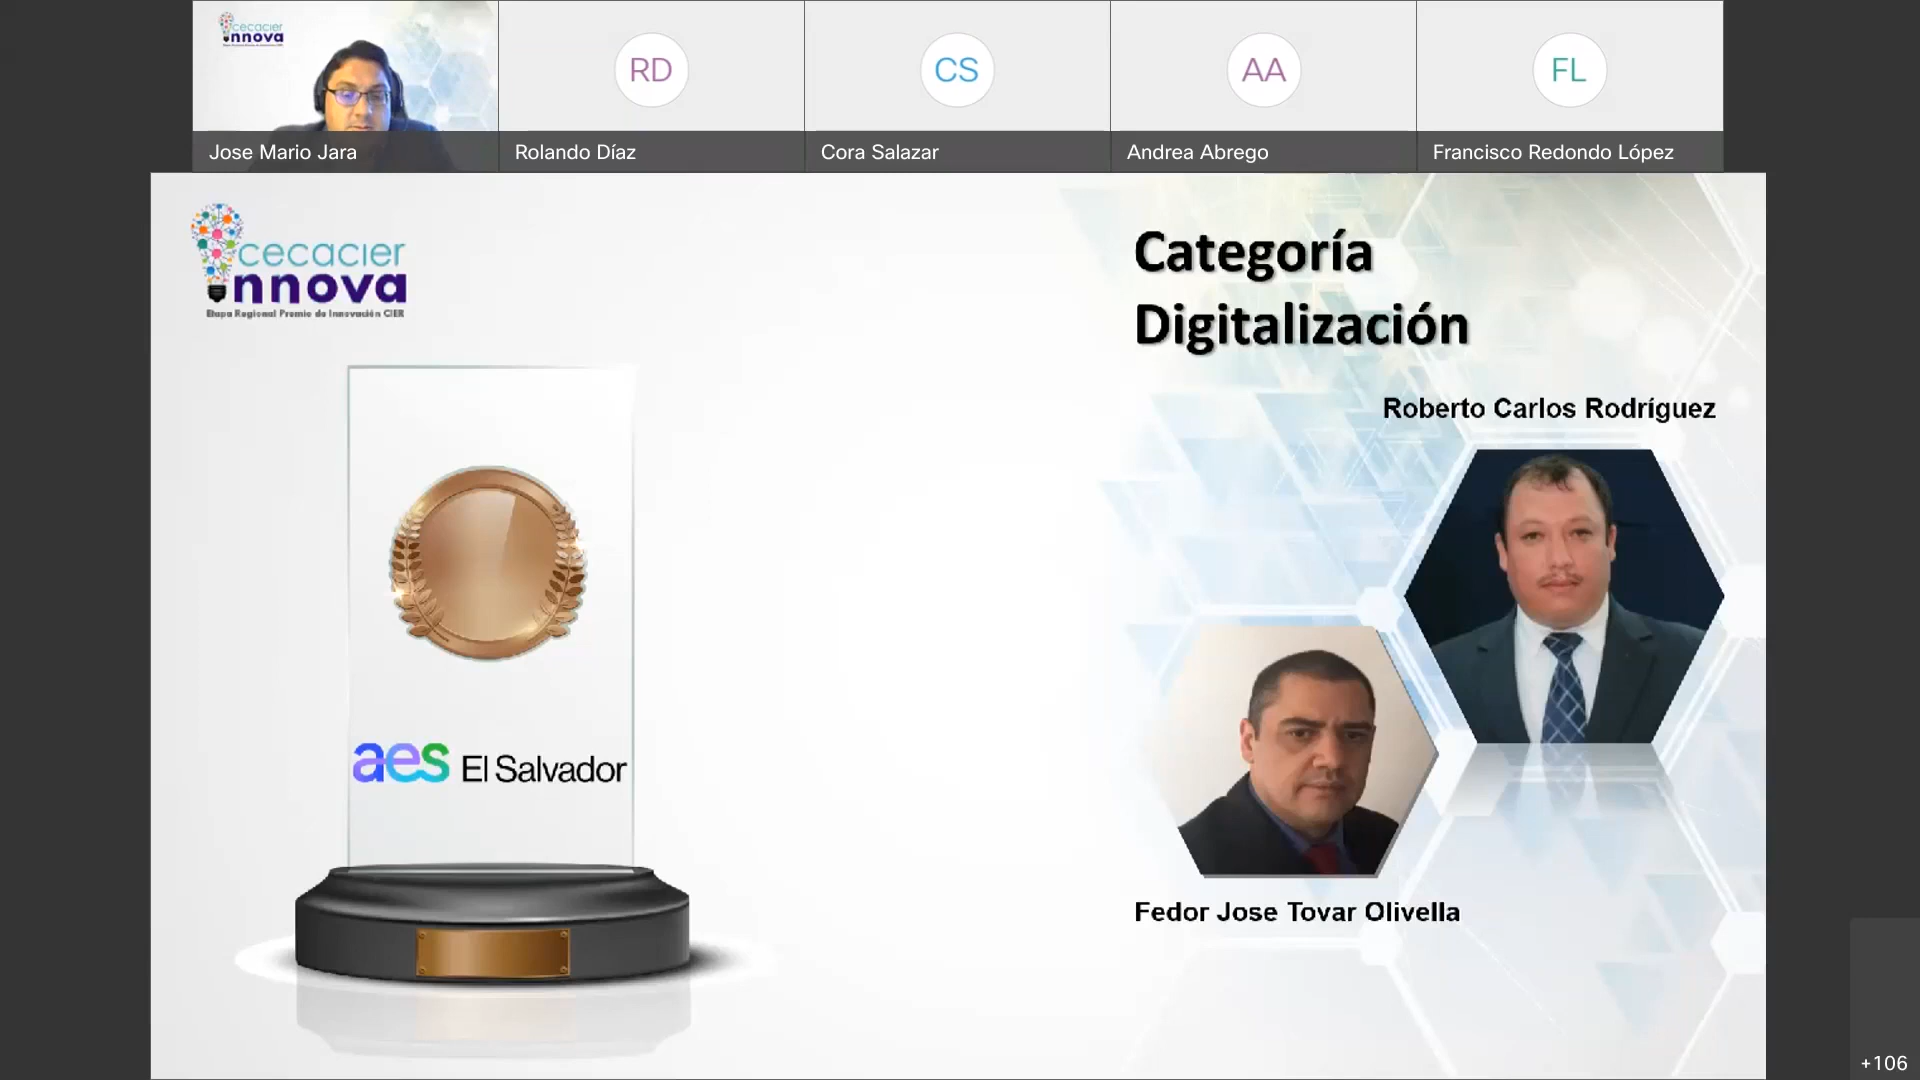 cecacier
nnova
RD
CS
AA
FL
Jose Mario Jara
Rolando Díaz
Cora Salazar
Andrea Abrego
Francisco Redondo López
cecacier
nnova
Etapa Regional Premio de Innovación CIER
Categoría
Digitalización
Roberto Carlos Rodríguez
aes El Salvador
Fedor Jose Tovar Olivella
+106